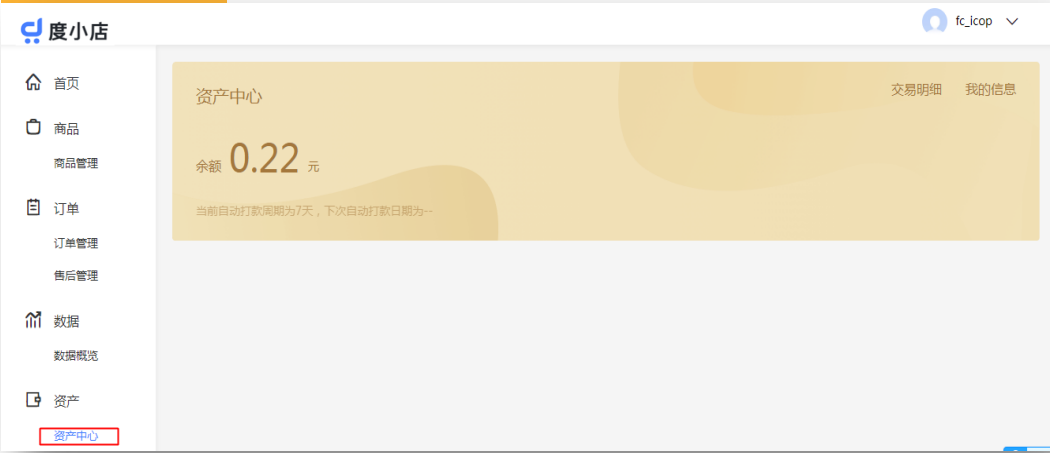 度小店
fc_icop
首页
商品
商品管理
订单
订单管理
售后管理
数据
数据概览
资产
资产中心
资产中心
交易明细 我的信息
余额 0.22 元
当前自动打款周期为7天，下次自动打款日期为--